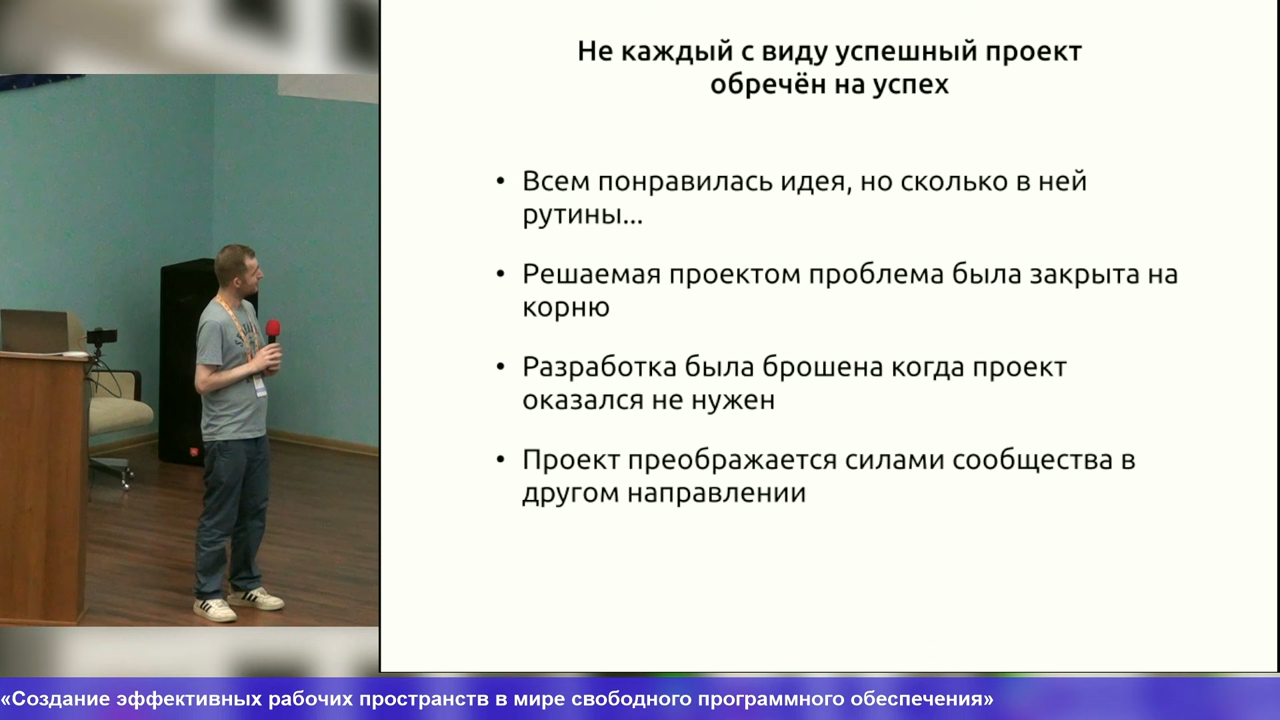 Не каждый с виду успешный проект
обречён на успех
• Всем понравилась идея, но сколько в ней
рутины...
• Решаемая проектом проблема была закрыта на
корню
• Разработка была брошена когда проект
оказался не нужен
• Проект преображается силами сообщества в
другом направлении
«Создание эффективных рабочих пространств в мире свободного программного обеспечения»